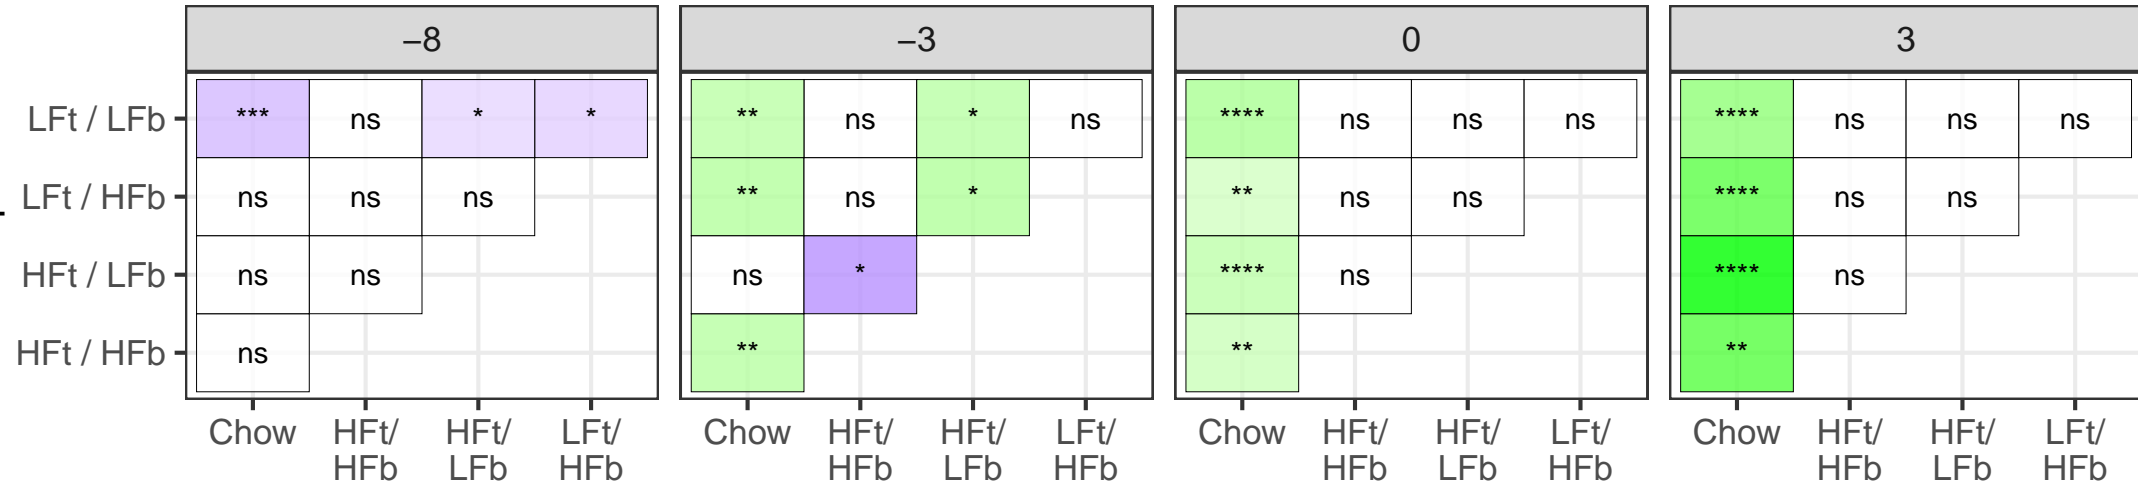 −8 −3 0 3
LFt / LFb *** ns * * ** ns * ns **** ns ns ns **** ns ns ns
LFt / HFb ns ns ns ** ns * ** ns ns **** ns ns
HFt / LFb ns ns ns * **** ns **** ns
HFt / HFb ns ** ** **
Chow HFt/ HFt/ LFt/ Chow HFt/ HFt/ LFt/ Chow HFt/ HFt/ LFt/ Chow HFt/ HFt/ LFt/
HFb LFb HFb HFb LFb HFb HFb LFb HFb HFb LFb HFb